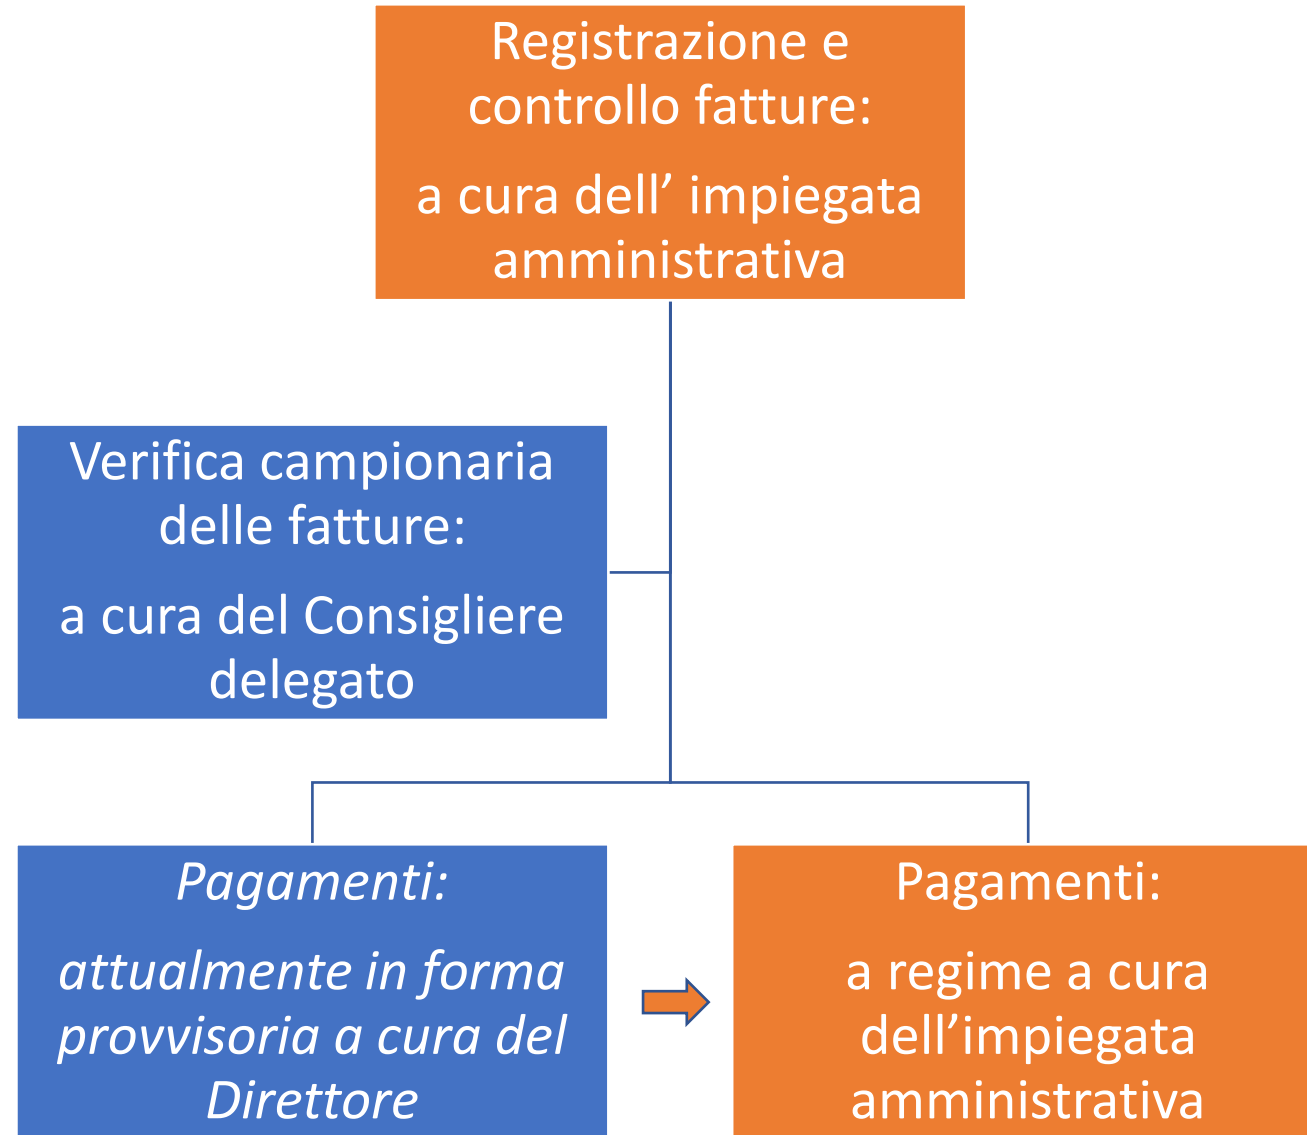 Registrazione e
controllo fatture:
a cura dell’ impiegata
amministrativa
Verifica campionaria
delle fatture:
a cura del Consigliere
delegato
Pagamenti:
attualmente in forma
provvisoria a cura del
Direttore
Pagamenti:
a regime a cura
dell’impiegata
amministrativa